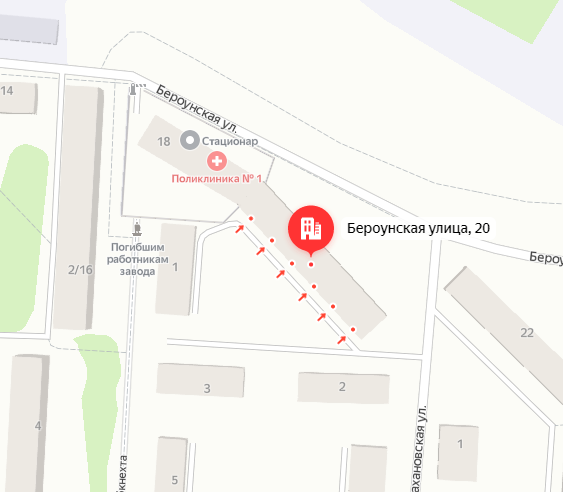 14
Бероунская ул.
18
Стационар
Поликлиника № 1
Бероунская улица, 20
Погибшим
работникам
завода
1
2/16
22
3
2
4
1
5